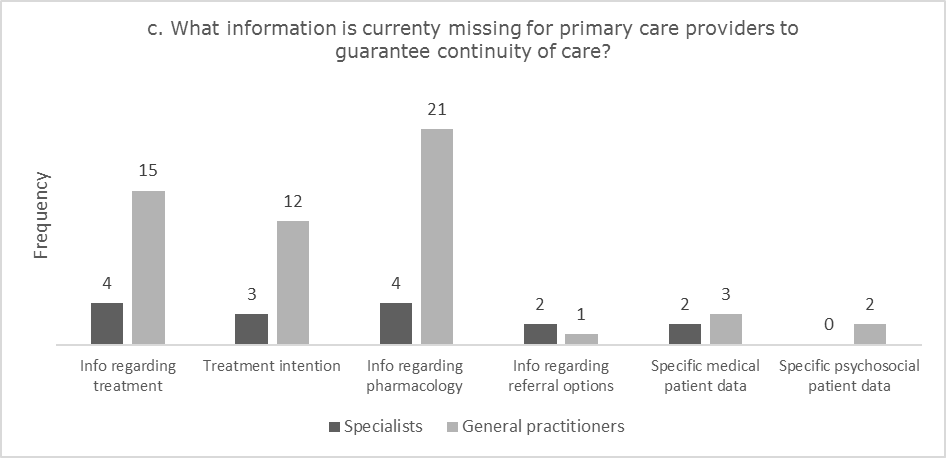 c. What information is currenty missing for primary care providers to
guarantee continuity of care?
Frequency
4
15
3
12
4
21
2
1
2
3
0
2
Info regarding
treatment
Treatment intention
Info regarding
pharmacology
Info regarding
referral options
Specific medical
patient data
Specific psychosocial
patient data
Specialists
General practitioners